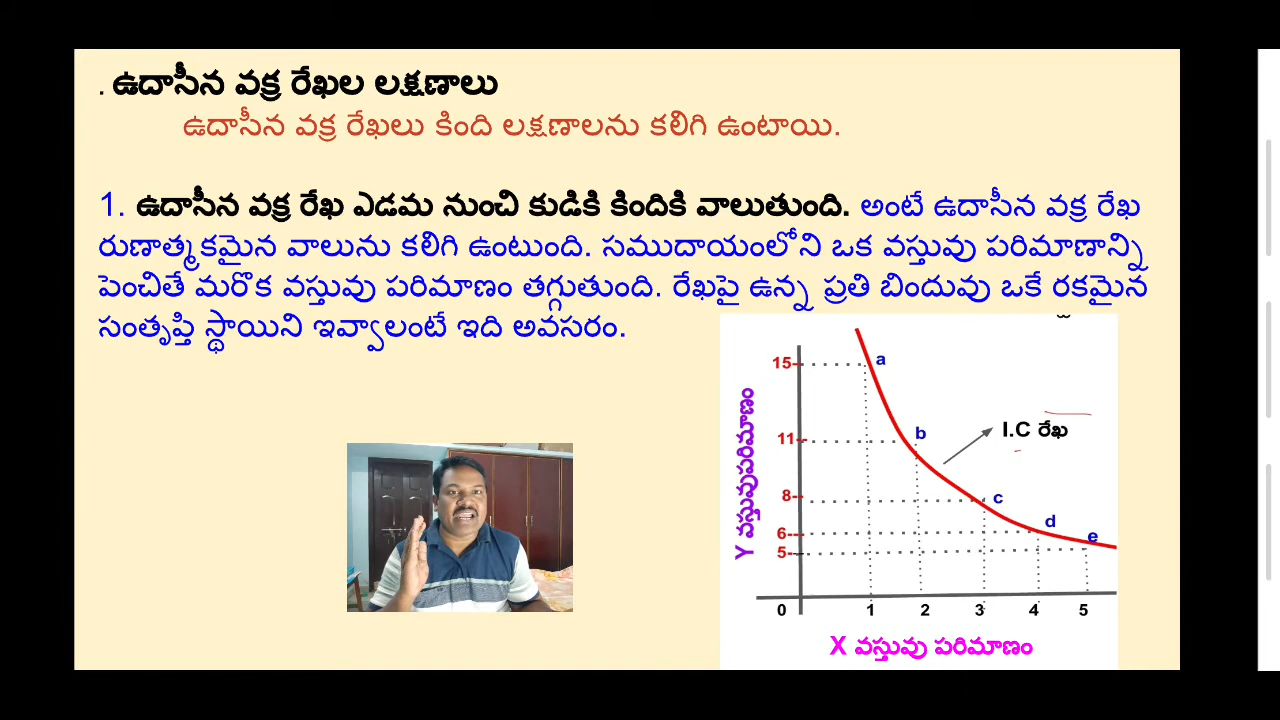 . ఉదాసీన వక్ర రేఖల లక్షణాలు
ఉదాసీన వక్ర రేఖలు కింది లక్షణాలను కలిగి ఉంటాయి.
1. ఉదాసీన వక్ర రేఖ ఎడమ నుంచి కుడికి కిందికి వాలుతుంది. అంటే ఉదాసీన వక్ర రేఖ
రుణాత్మకమైన వాలును కలిగి ఉంటుంది. సముదాయంలోని ఒక వస్తువు పరిమాణాన్ని
పెంచితే మరొక వస్తువు పరిమాణం తగ్గుతుంది. రేఖపై ఉన్న ప్రతి బిందువు ఒకే రకమైన
సంతృప్తి స్థాయిని ఇవ్వాలంటే ఇది అవసరం.
Y వస్తువుపరిమాణం
15
11
8
6
5
a
b
c
d
e
I.C రేఖ
0 1 2 3 4 5
X వస్తువు పరిమాణం